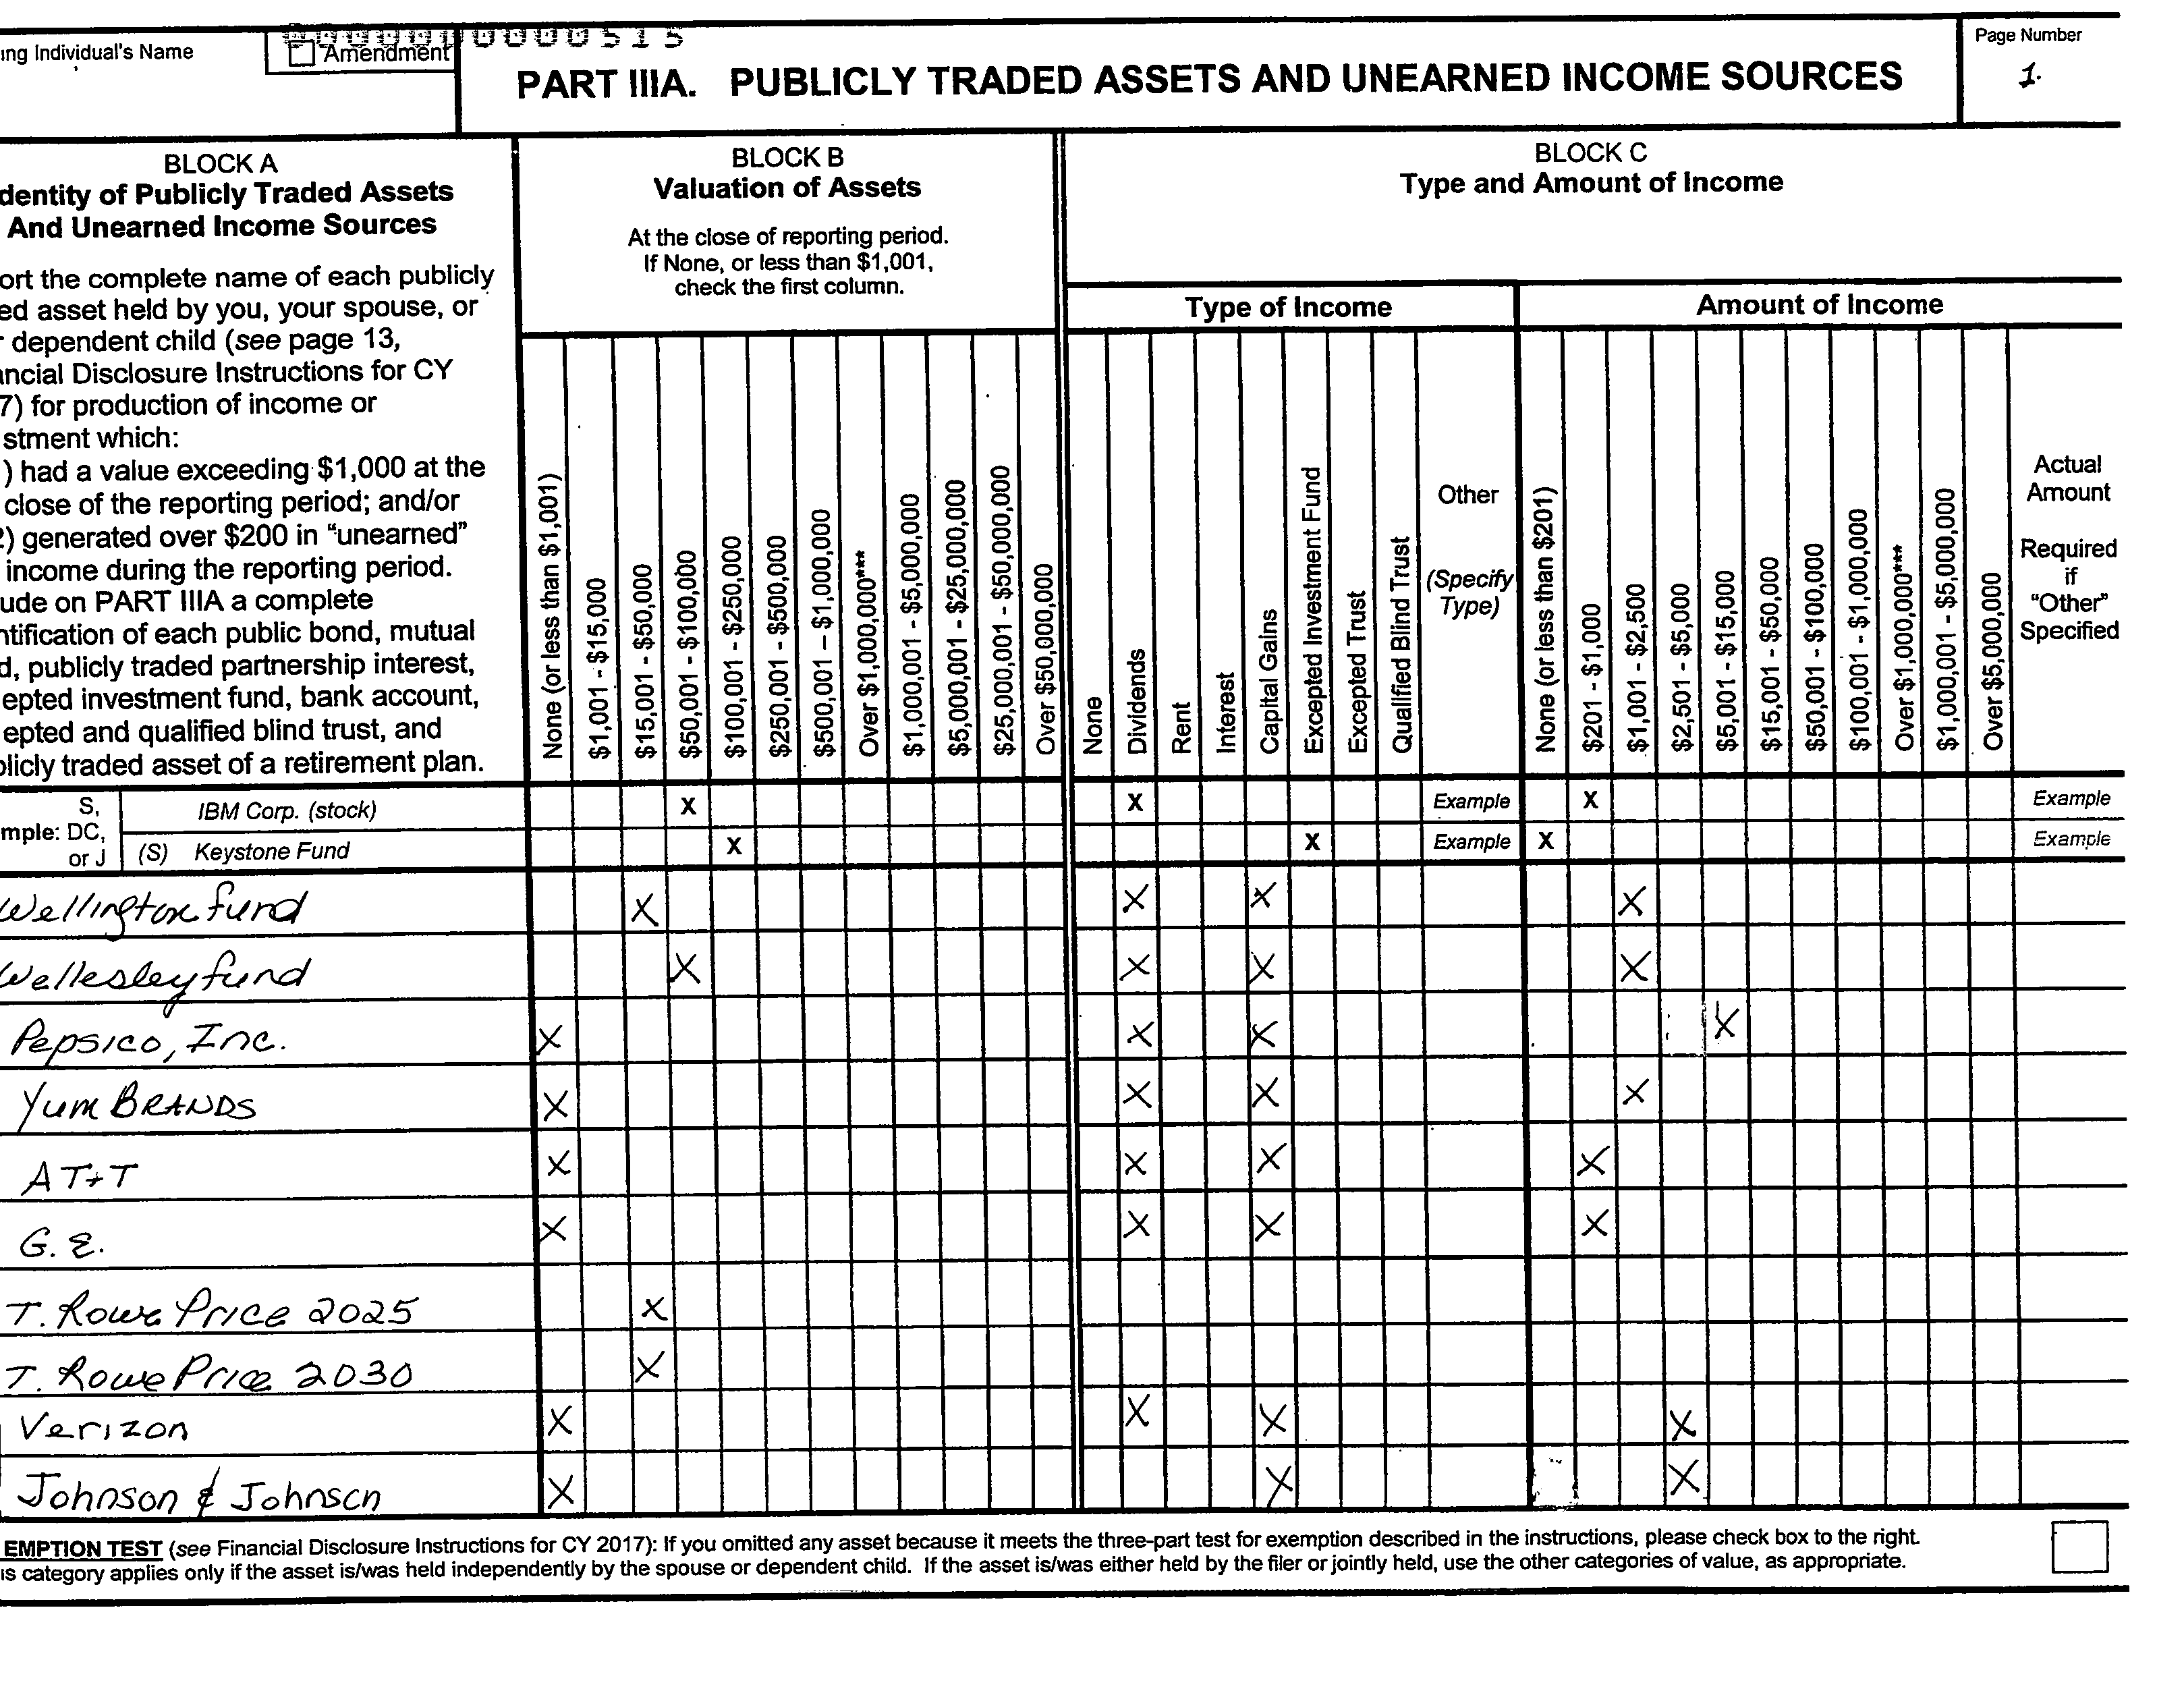 ing Individual's Name
Amendment
0000000000515
PART IIIA. PUBLICLY TRADED ASSETS AND UNEARNED INCOME SOURCES
Page Number
1.
BLOCK A
dentity of Publicly Traded Assets
And Unearned Income Sources
ort the complete name of each publicly
ed asset held by you, your spouse, or
r dependent child (see page 13,
ancial Disclosure Instructions for CY
7) for production of income or
stment which:
) had a value exceeding $1,000 at the
close of the reporting period; and/or
2) generated over $200 in “unearned”
income during the reporting period.
ude on PART IIIA a complete
ntification of each public bond, mutual
d, publicly traded partnership interest,
epted investment fund, bank account,
epted and qualified blind trust, and
blicly traded asset of a retirement plan.
BLOCK B
Valuation of Assets
At the close of reporting period.
If None, or less than $1,001,
check the first column.
None (or less than $1,001)
$1,001 - $15,000
$15,001 - $50,000
$50,001 - $100,000
$100,001 - $250,000
$250,001 - $500,000
$500,001 – $1,000,000
Over $1,000,000***
$1,000,001 - $5,000,000
$5,000,001 - $25,000,000
$25,000,001 - $50,000,000
Over $50,000,000
BLOCK C
Type and Amount of Income
Type of Income
None
Dividends
Rent
Interest
Capital Gains
Excepted Investment Fund
Excepted Trust
Qualified Blind Trust
Other
(Specify
Type)
Amount of Income
None (or less than $201)
$201 - $1,000
$1,001 - $2,500
$2,501 - $5,000
$5,001 - $15,000
$15,001 - $50,000
$50,001 - $100,000
$100,001 - $1,000,000
Over $1,000,000***
$1,000,001 - $5,000,000
Over $5,000,000
Actual
Amount
Required
if
“Other”
Specified
mple: S,
DC,
or J
IBM Corp. (stock) X X Example X Example
(S) Keystone Fund X X Example X Example
Wellington fund X X X X
Wellesley fund X X X X
Pepsico, Inc. X X X X
Yum BRANDS X X X X
AT+T X X X X
G.E. X X X X
T. Rowe Price 2025 X
T. Rowe Price 2030 X
Verizon X X X X
Johnson & Johnson X X X
EMPTION TEST (see Financial Disclosure Instructions for CY 2017): If you omitted any asset because it meets the three-part test for exemption described in the instructions, please check box to the right.
is category applies only if the asset is/was held independently by the spouse or dependent child. If the asset is/was either held by the filer or jointly held, use the other categories of value, as appropriate.